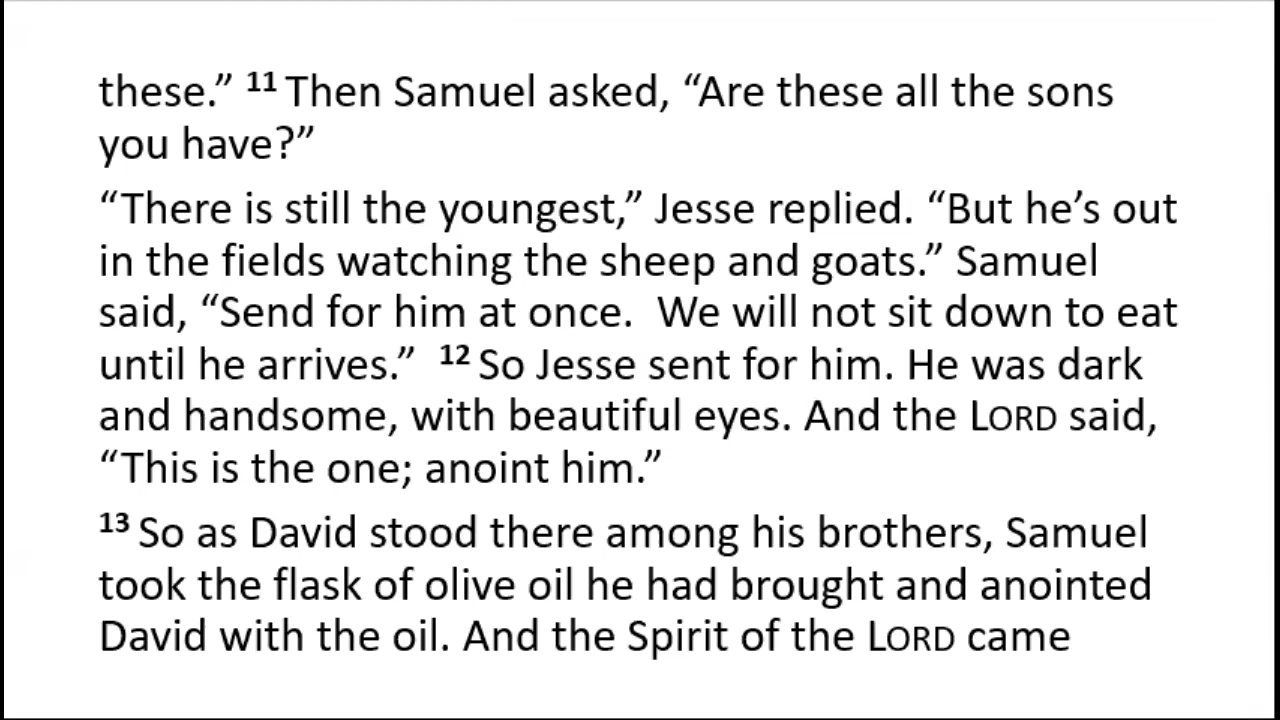 these.” 11 Then Samuel asked, “Are these all the sons
you have?”
“There is still the youngest,” Jesse replied. “But he’s out
in the fields watching the sheep and goats.” Samuel
said, “Send for him at once.  We will not sit down to eat
until he arrives.”  12 So Jesse sent for him. He was dark
and handsome, with beautiful eyes. And the LORD said,
“This is the one; anoint him.”
13 So as David stood there among his brothers, Samuel
took the flask of olive oil he had brought and anointed
David with the oil. And the Spirit of the LORD came